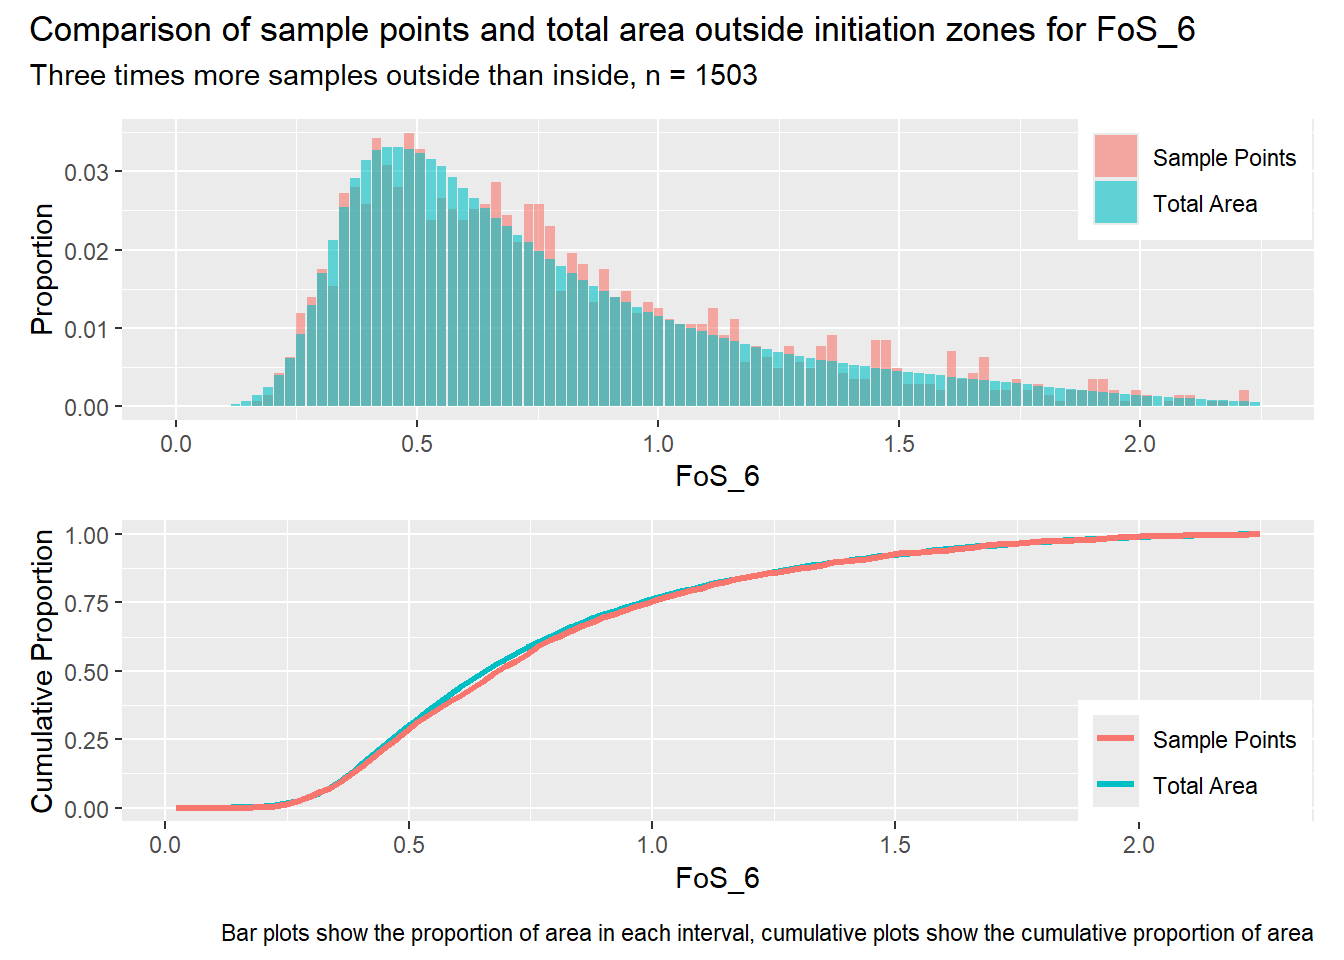 Comparison of sample points and total area outside initiation zones for FoS_6
Three times more samples outside than inside, n = 1503
Proportion
0.03
0.02
0.01
0.00
Sample Points
Total Area
0.0 0.5 1.0 1.5 2.0
FoS_6
Cumulative Proportion
1.00
0.75
0.50
0.25
0.00
Sample Points
Total Area
0.0 0.5 1.0 1.5 2.0
FoS_6
Bar plots show the proportion of area in each interval, cumulative plots show the cumulative proportion of area